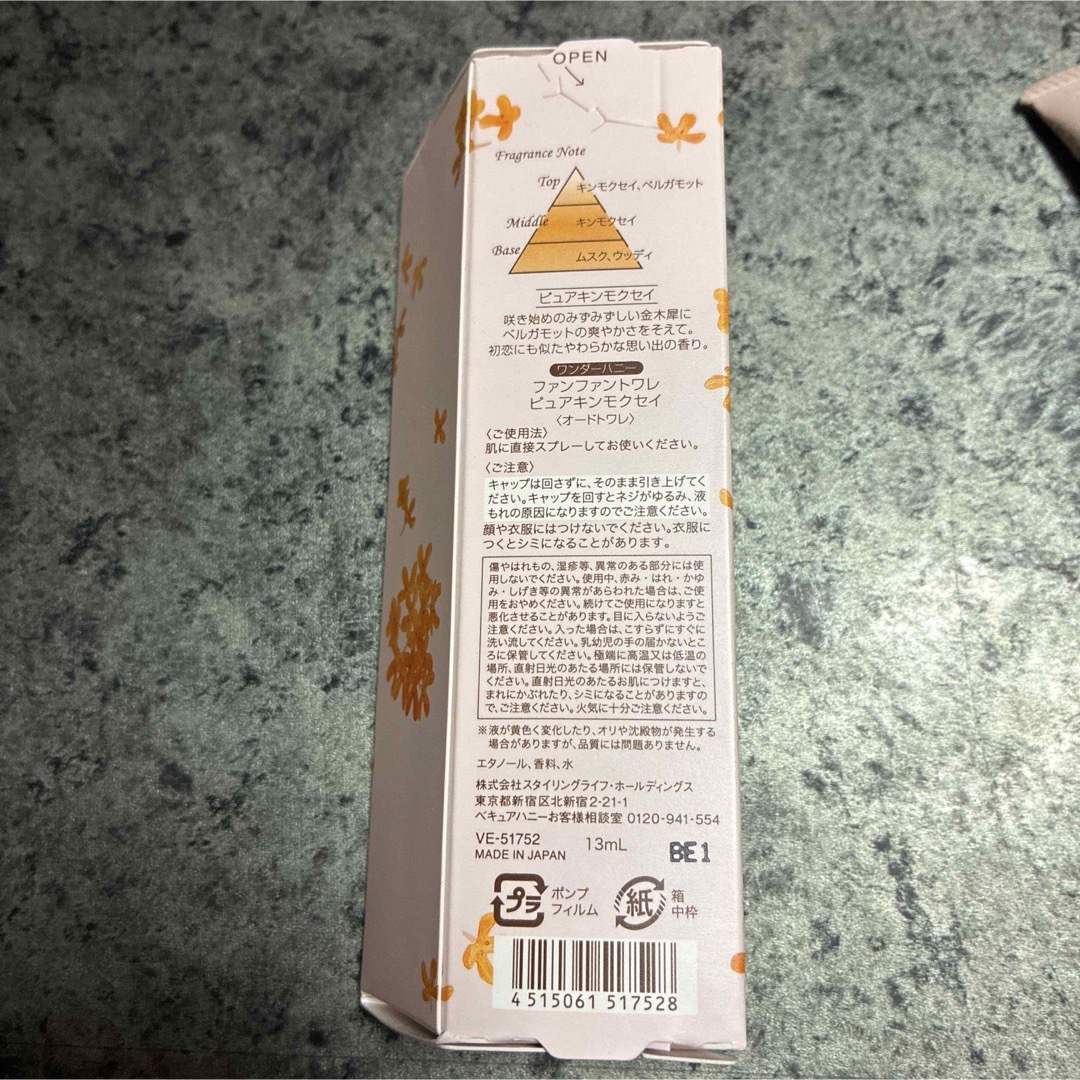 OPEN
Fragrance Note
Top キンモクセイ、ベルガモット
Middle キンモクセイ
Base ムスク、ウッディ
ピュアキンモクセイ
咲き始めのみずみずしい金木犀に
ベルガモットの爽やかさをそえて。
初恋にも似たやわらかな思い出の香り。
ワンダーハニー
ファンファントワレ
ピュアキンモクセイ
〈オードトワレ〉
〈ご使用法〉
肌に直接スプレーしてお使いください。
〈ご注意〉
キャップは回さずに、そのまま引き上げてく
ださい。キャップを回すとネジがゆるみ、液
もれの原因になりますのでご注意ください。
顔や衣服にはつけないでください。衣服に
つくとシミになることがあります。
傷やはれもの、湿疹等、異常のある部分には使
用しないでください。使用中、赤み・はれ・かゆ
み・しげき等の異常があらわれた場合は、ご使
用をおやめください。続けてご使用になりますと
悪化させることがあります。目に入らないようご
注意ください。入った場合は、こすらずにすぐに
洗い流してください。乳幼児の手の届かないとこ
ろに保管してください。極端に高温又は低温の
場所、直射日光のあたる場所には保管しないで
ください。直射日光のあたるお肌につけますと、
まれにかぶれたり、シミになることがありますの
で、ご注意ください。火気に十分ご注意ください。
※液が黄色く変化したり、オリや沈殿物が発生する
場合がありますが、品質には問題ありません。
エタノール、香料、水
株式会社スタイリングライフ・ホールディングス
東京都新宿区北新宿2-21-1
ベキュアハニーお客様相談室 0120-941-554
VE-51752 13mL BE1
MADE IN JAPAN
プラ ポンプ
フィルム
紙 箱
中枠
4 515061 517528